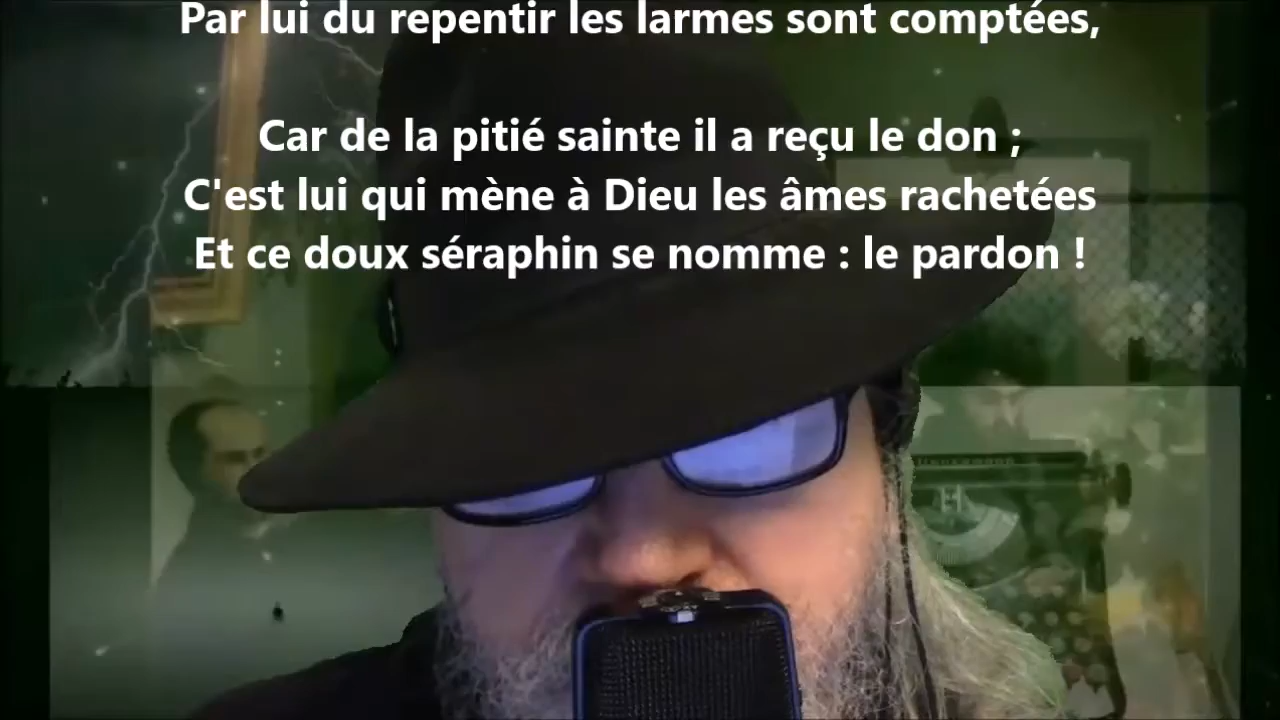 Par lui du repentir les larmes sont comptées,
Car de la pitié sainte il a reçu le don ;
C'est lui qui mène à Dieu les âmes rachetées
Et ce doux séraphin se nomme : le pardon !